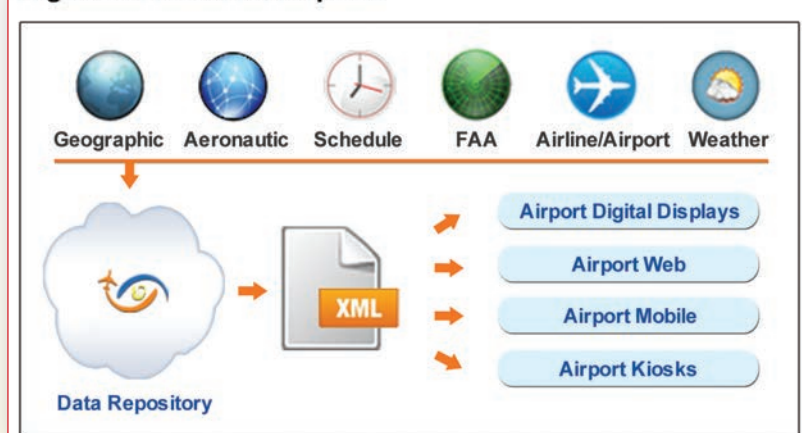 Geographic Aeronautic Schedule FAA Airline/Airport Weather
Airport Digital Displays
Airport Web
XML
Airport Mobile
Airport Kiosks
Data Repository